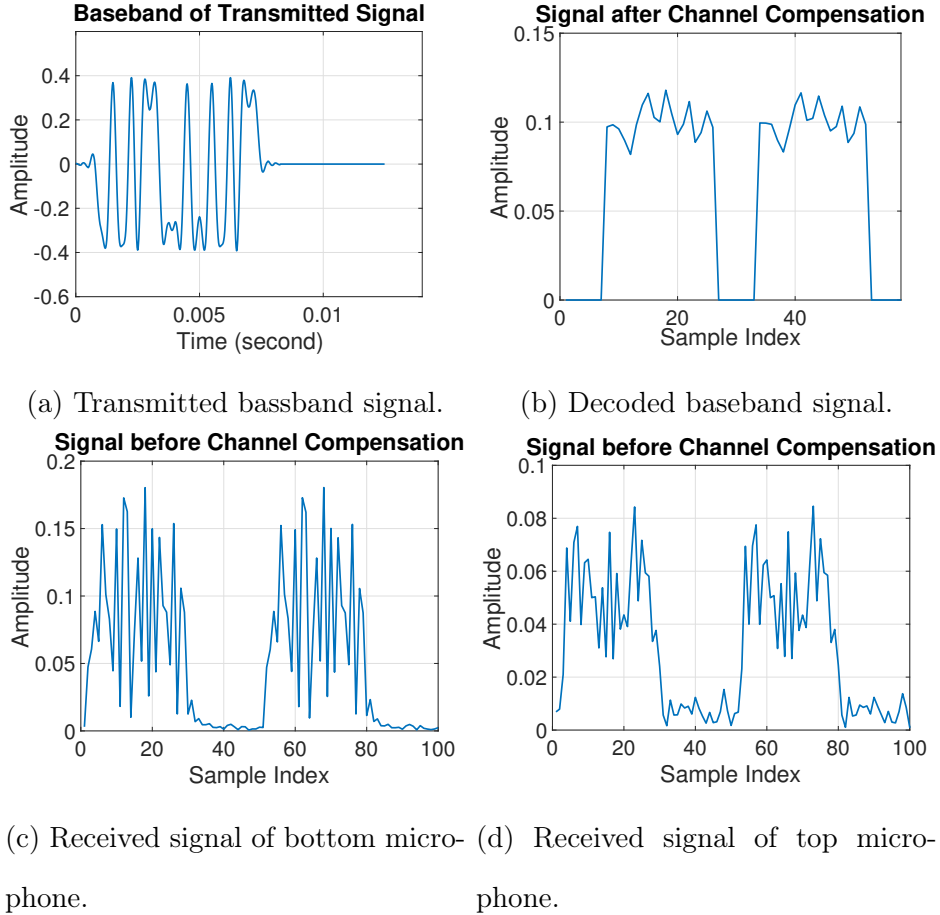 Baseband of Transmitted Signal
0.4
0.2
0
-0.2
-0.4
-0.6
Amplitude
0 0.005 0.01
Time (second)
(a) Transmitted bassband signal.
Signal after Channel Compensation
0.15
0.1
0.05
0
Amplitude
0 20 40
Sample Index
(b) Decoded baseband signal.
Signal before Channel Compensation
0.2
0.15
0.1
0.05
0
Amplitude
0 20 40 60 80 100
Sample Index
(c) Received signal of bottom micro-
phone.
Signal before Channel Compensation
0.1
0.08
0.06
0.04
0.02
0
Amplitude
0 20 40 60 80 100
Sample Index
(d) Received signal of top micro-
phone.